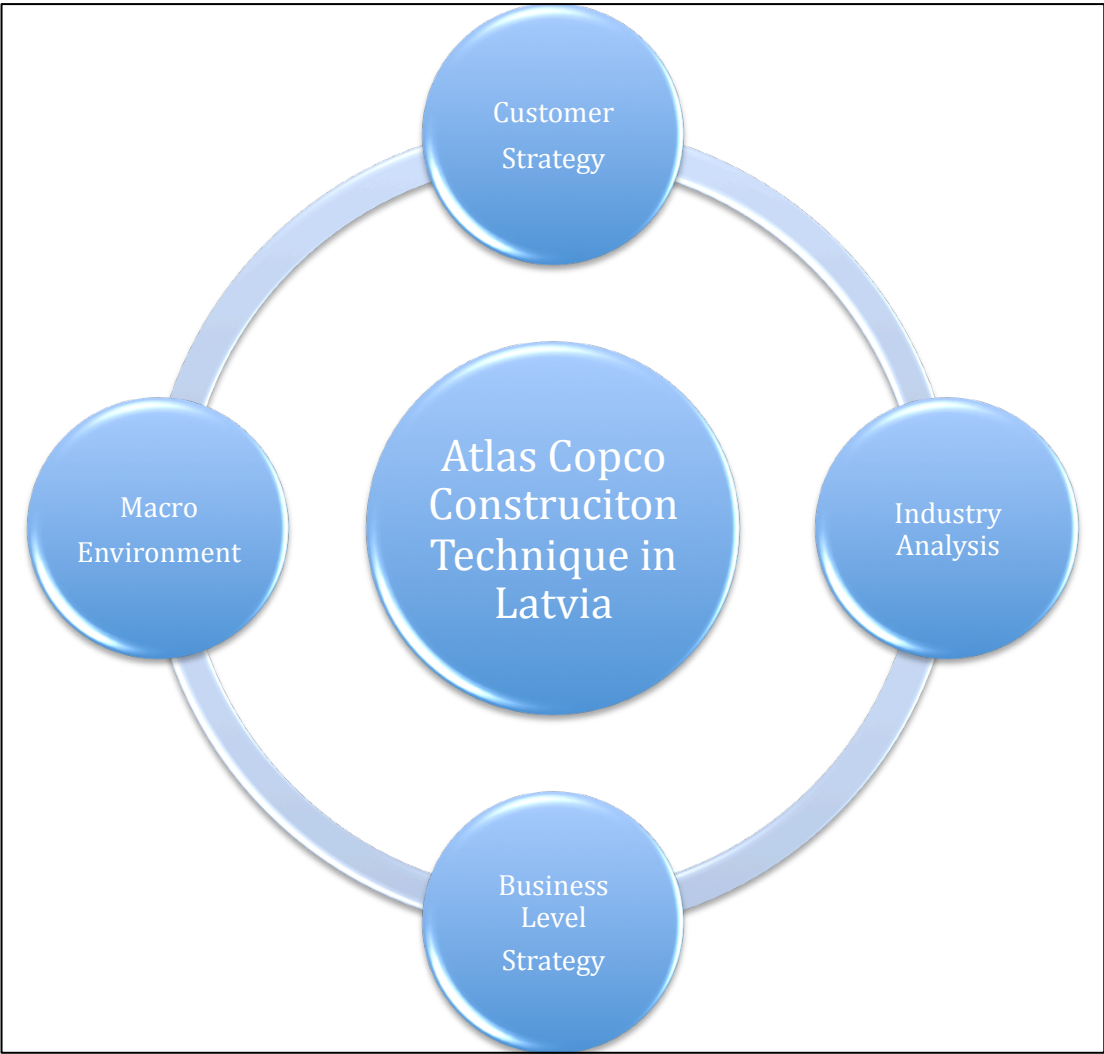 Customer
Strategy
Atlas Copco
Construciton
Technique in
Latvia
Macro
Environment
Industry
Analysis
Business
Level
Strategy